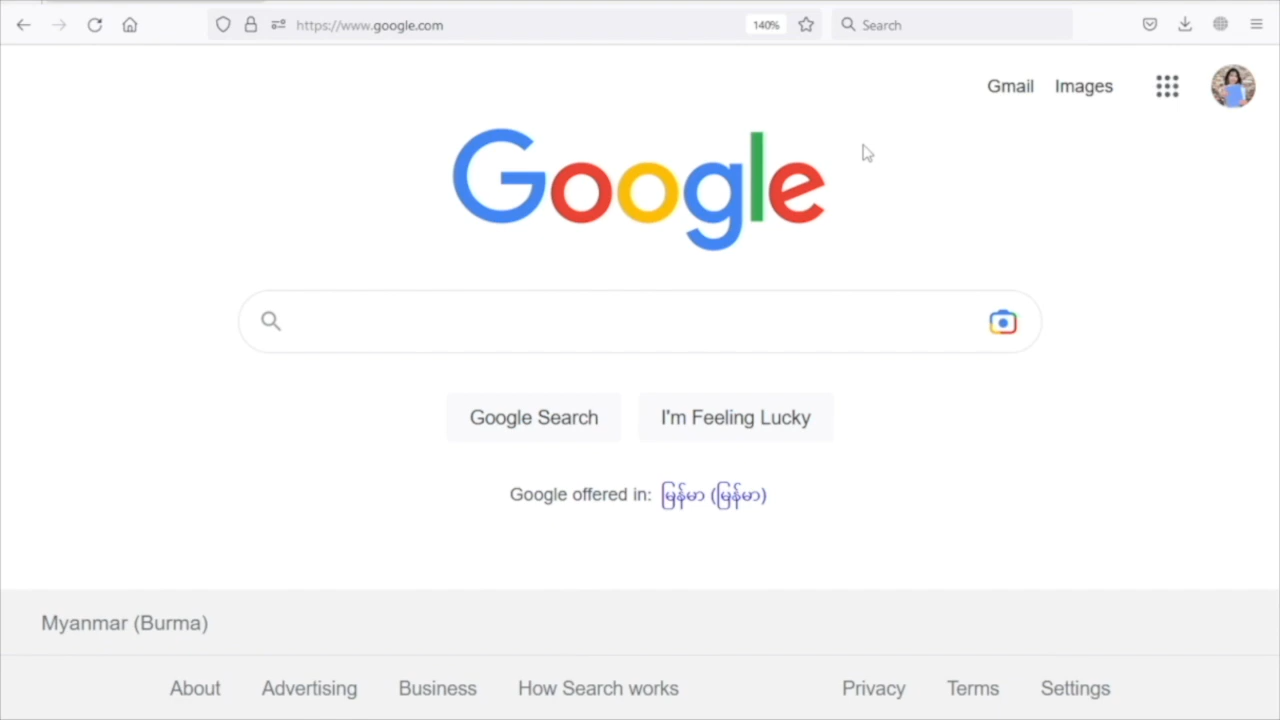 https://www.google.com 140% Search
Gmail Images
Google
Google Search I'm Feeling Lucky
Google offered in: မြန်မာ (မြန်မာ)
Myanmar (Burma)
About Advertising Business How Search works Privacy Terms Settings